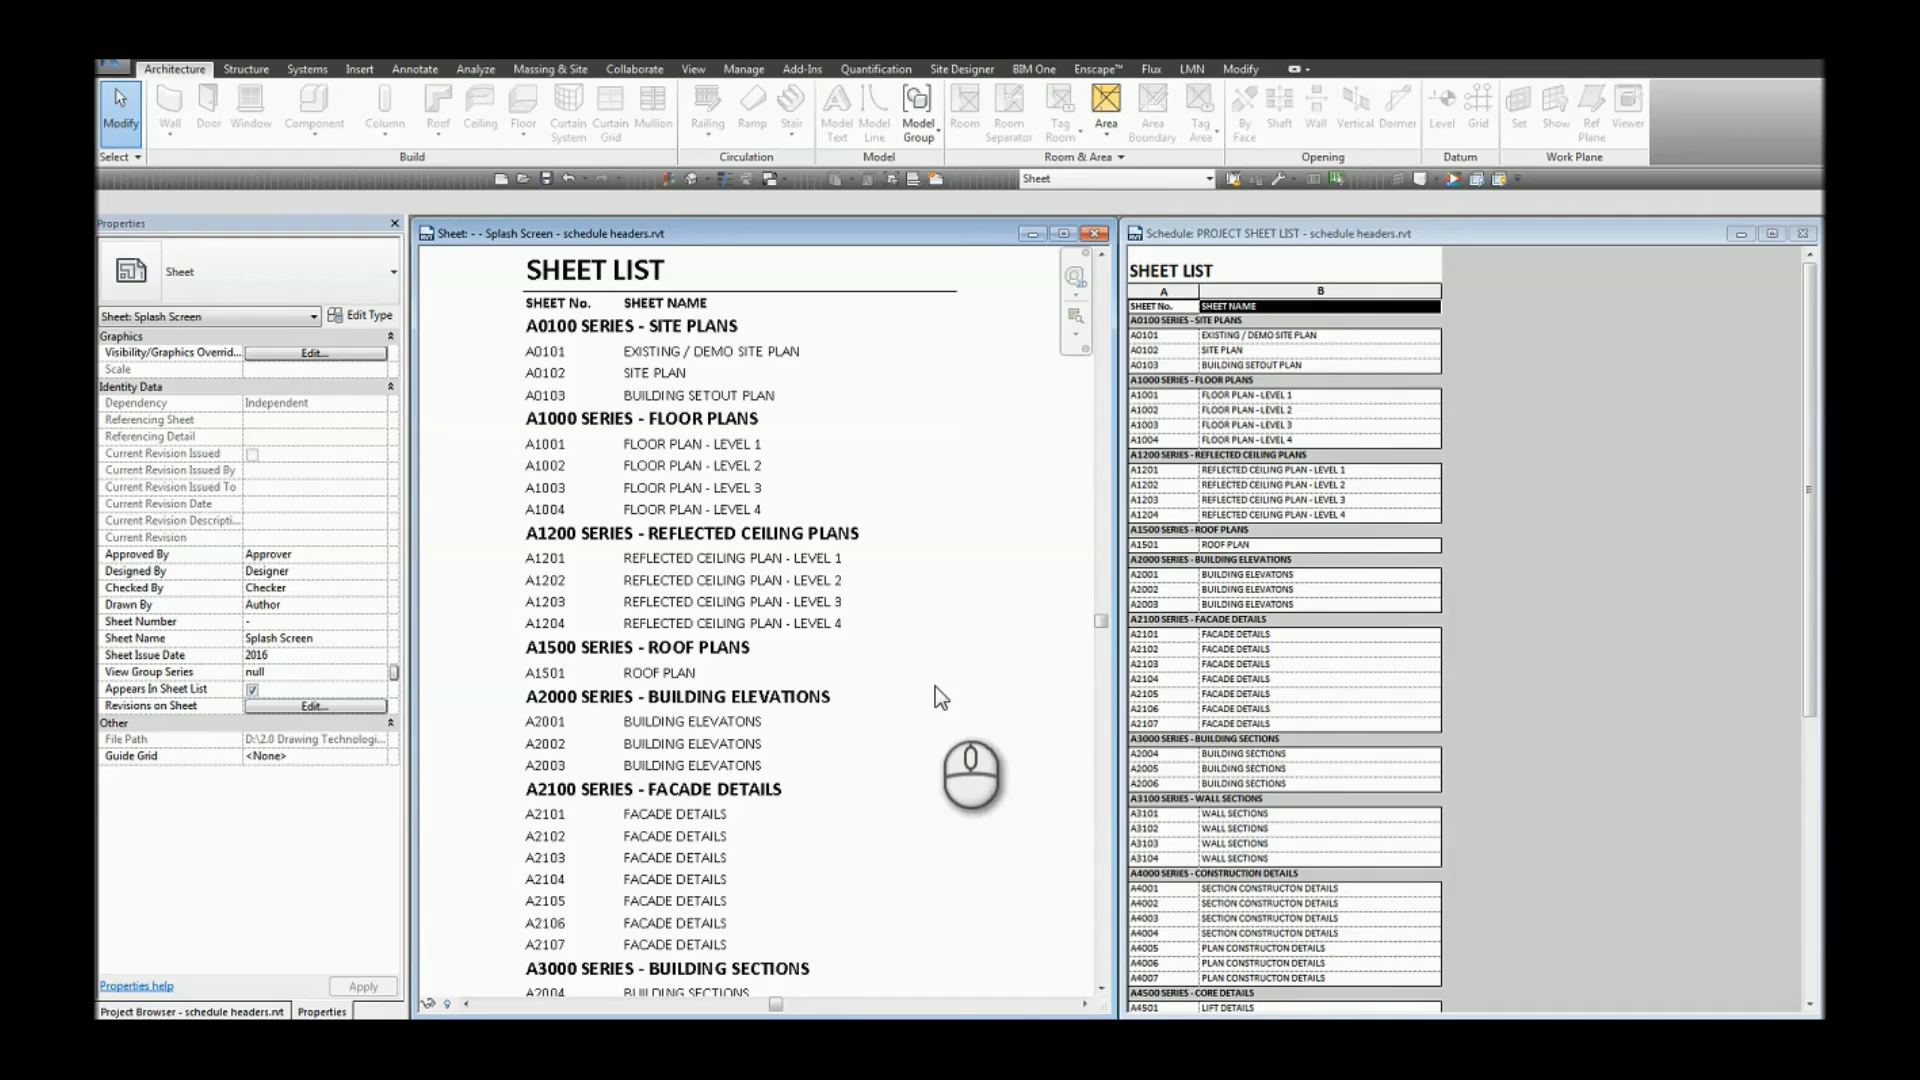 Architecture Structure Systems Insert Annotate Analyze Massing & Site Collaborate View Manage Add-Ins Quantification Site Designer BIM One Enscape™ Flux LMN Modify
Modify Wall Door Window Component Column Roof Ceiling Floor Curtain System Curtain Grid Mullion Railing Ramp Stair Model Text Model Line Model Group Room Room Separator Tag Room Area Area Boundary Tag Area By Face Shaft Wall Vertical Dormer Level Grid Set Show Ref Plane Viewer
Select Build Circulation Model Room & Area Opening Datum Work Plane
Sheet
Properties
Sheet
Sheet: Splash Screen Edit Type
Graphics
Visibility/Graphics Overrid... Edit...
Scale
Identity Data
Dependency Independent
Referencing Sheet
Referencing Detail
Current Revision Issued
Current Revision Issued By
Current Revision Issued To
Current Revision Date
Current Revision Descripti...
Current Revision
Approved By Approver
Designed By Designer
Checked By Checker
Drawn By Author
Sheet Number -
Sheet Name Splash Screen
Sheet Issue Date 2016
View Group Series null
Appears In Sheet List
Revisions on Sheet Edit...
Other
File Path D:\2.0 Drawing Technologi...
Guide Grid <None>
Properties help Apply
Project Browser - schedule headers.rvt Properties
Sheet: - - Splash Screen - schedule headers.rvt
SHEET LIST
SHEET No. SHEET NAME
A0100 SERIES - SITE PLANS
A0101 EXISTING / DEMO SITE PLAN
A0102 SITE PLAN
A0103 BUILDING SETOUT PLAN
A1000 SERIES - FLOOR PLANS
A1001 FLOOR PLAN - LEVEL 1
A1002 FLOOR PLAN - LEVEL 2
A1003 FLOOR PLAN - LEVEL 3
A1004 FLOOR PLAN - LEVEL 4
A1200 SERIES - REFLECTED CEILING PLANS
A1201 REFLECTED CEILING PLAN - LEVEL 1
A1202 REFLECTED CEILING PLAN - LEVEL 2
A1203 REFLECTED CEILING PLAN - LEVEL 3
A1204 REFLECTED CEILING PLAN - LEVEL 4
A1500 SERIES - ROOF PLANS
A1501 ROOF PLAN
A2000 SERIES - BUILDING ELEVATIONS
A2001 BUILDING ELEVATONS
A2002 BUILDING ELEVATONS
A2003 BUILDING ELEVATONS
A2100 SERIES - FACADE DETAILS
A2101 FACADE DETAILS
A2102 FACADE DETAILS
A2103 FACADE DETAILS
A2104 FACADE DETAILS
A2105 FACADE DETAILS
A2106 FACADE DETAILS
A2107 FACADE DETAILS
A3000 SERIES - BUILDING SECTIONS
A2004 BUILDING SECTIONS
Schedule: PROJECT SHEET LIST - schedule headers.rvt
SHEET LIST
A B
SHEET No. SHEET NAME
A0100 SERIES - SITE PLANS
A0101 EXISTING / DEMO SITE PLAN
A0102 SITE PLAN
A0103 BUILDING SETOUT PLAN
A1000 SERIES - FLOOR PLANS
A1001 FLOOR PLAN - LEVEL 1
A1002 FLOOR PLAN - LEVEL 2
A1003 FLOOR PLAN - LEVEL 3
A1004 FLOOR PLAN - LEVEL 4
A1200 SERIES - REFLECTED CEILING PLANS
A1201 REFLECTED CEILING PLAN - LEVEL 1
A1202 REFLECTED CEILING PLAN - LEVEL 2
A1203 REFLECTED CEILING PLAN - LEVEL 3
A1204 REFLECTED CEILING PLAN - LEVEL 4
A1500 SERIES - ROOF PLANS
A1501 ROOF PLAN
A2000 SERIES - BUILDING ELEVATIONS
A2001 BUILDING ELEVATONS
A2002 BUILDING ELEVATONS
A2003 BUILDING ELEVATONS
A2100 SERIES - FACADE DETAILS
A2101 FACADE DETAILS
A2102 FACADE DETAILS
A2103 FACADE DETAILS
A2104 FACADE DETAILS
A2105 FACADE DETAILS
A2106 FACADE DETAILS
A2107 FACADE DETAILS
A3000 SERIES - BUILDING SECTIONS
A2004 BUILDING SECTIONS
A2005 BUILDING SECTIONS
A2006 BUILDING SECTIONS
A3100 SERIES - WALL SECTIONS
A3101 WALL SECTIONS
A3102 WALL SECTIONS
A3103 WALL SECTIONS
A3104 WALL SECTIONS
A4000 SERIES - CONSTRUCTION DETAILS
A4001 SECTION CONSTRUCTON DETAILS
A4002 SECTION CONSTRUCTON DETAILS
A4003 SECTION CONSTRUCTON DETAILS
A4004 SECTION CONSTRUCTON DETAILS
A4005 PLAN CONSTRUCTON DETAILS
A4006 PLAN CONSTRUCTON DETAILS
A4007 PLAN CONSTRUCTON DETAILS
A4500 SERIES - CORE DETAILS
A4501 LIFT DETAILS